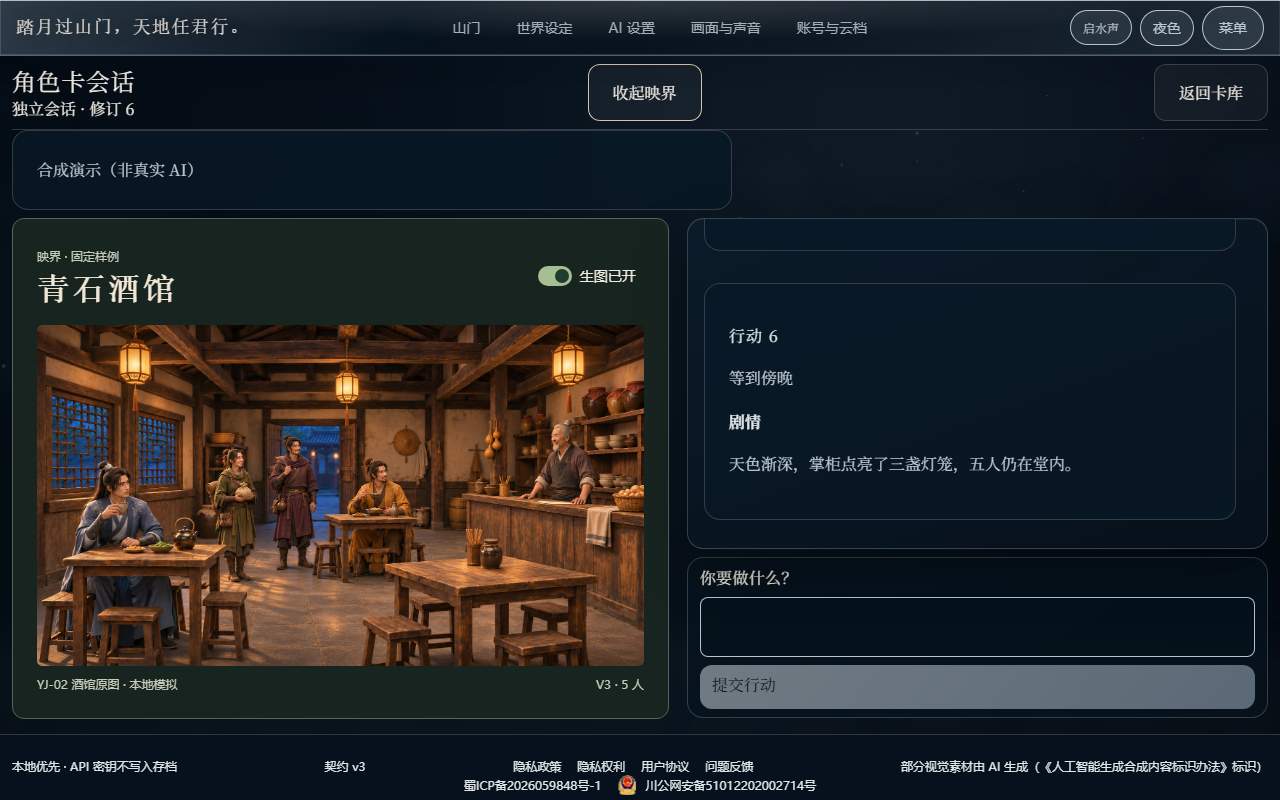 踏月过山门，天地任君行。
山门 世界设定 AI 设置 画面与声音 账号与云档
启水声 夜色 菜单
角色卡会话
独立会话 · 修订 6
收起映界
返回卡库
合成演示（非真实 AI）
映界 · 固定样例
青石酒馆
生图已开
YJ-02 酒馆原图 · 本地模拟
V3 · 5 人
行动 6
等到傍晚
剧情
天色渐深，掌柜点亮了三盏灯笼，五人仍在堂内。
你要做什么？
提交行动
本地优先 · API 密钥不写入存档
契约 v3
隐私政策 隐私权利 用户协议 问题反馈
蜀ICP备2026059848号-1 川公网安备51012202002714号
部分视觉素材由 AI 生成（《人工智能生成合成内容标识办法》标识）